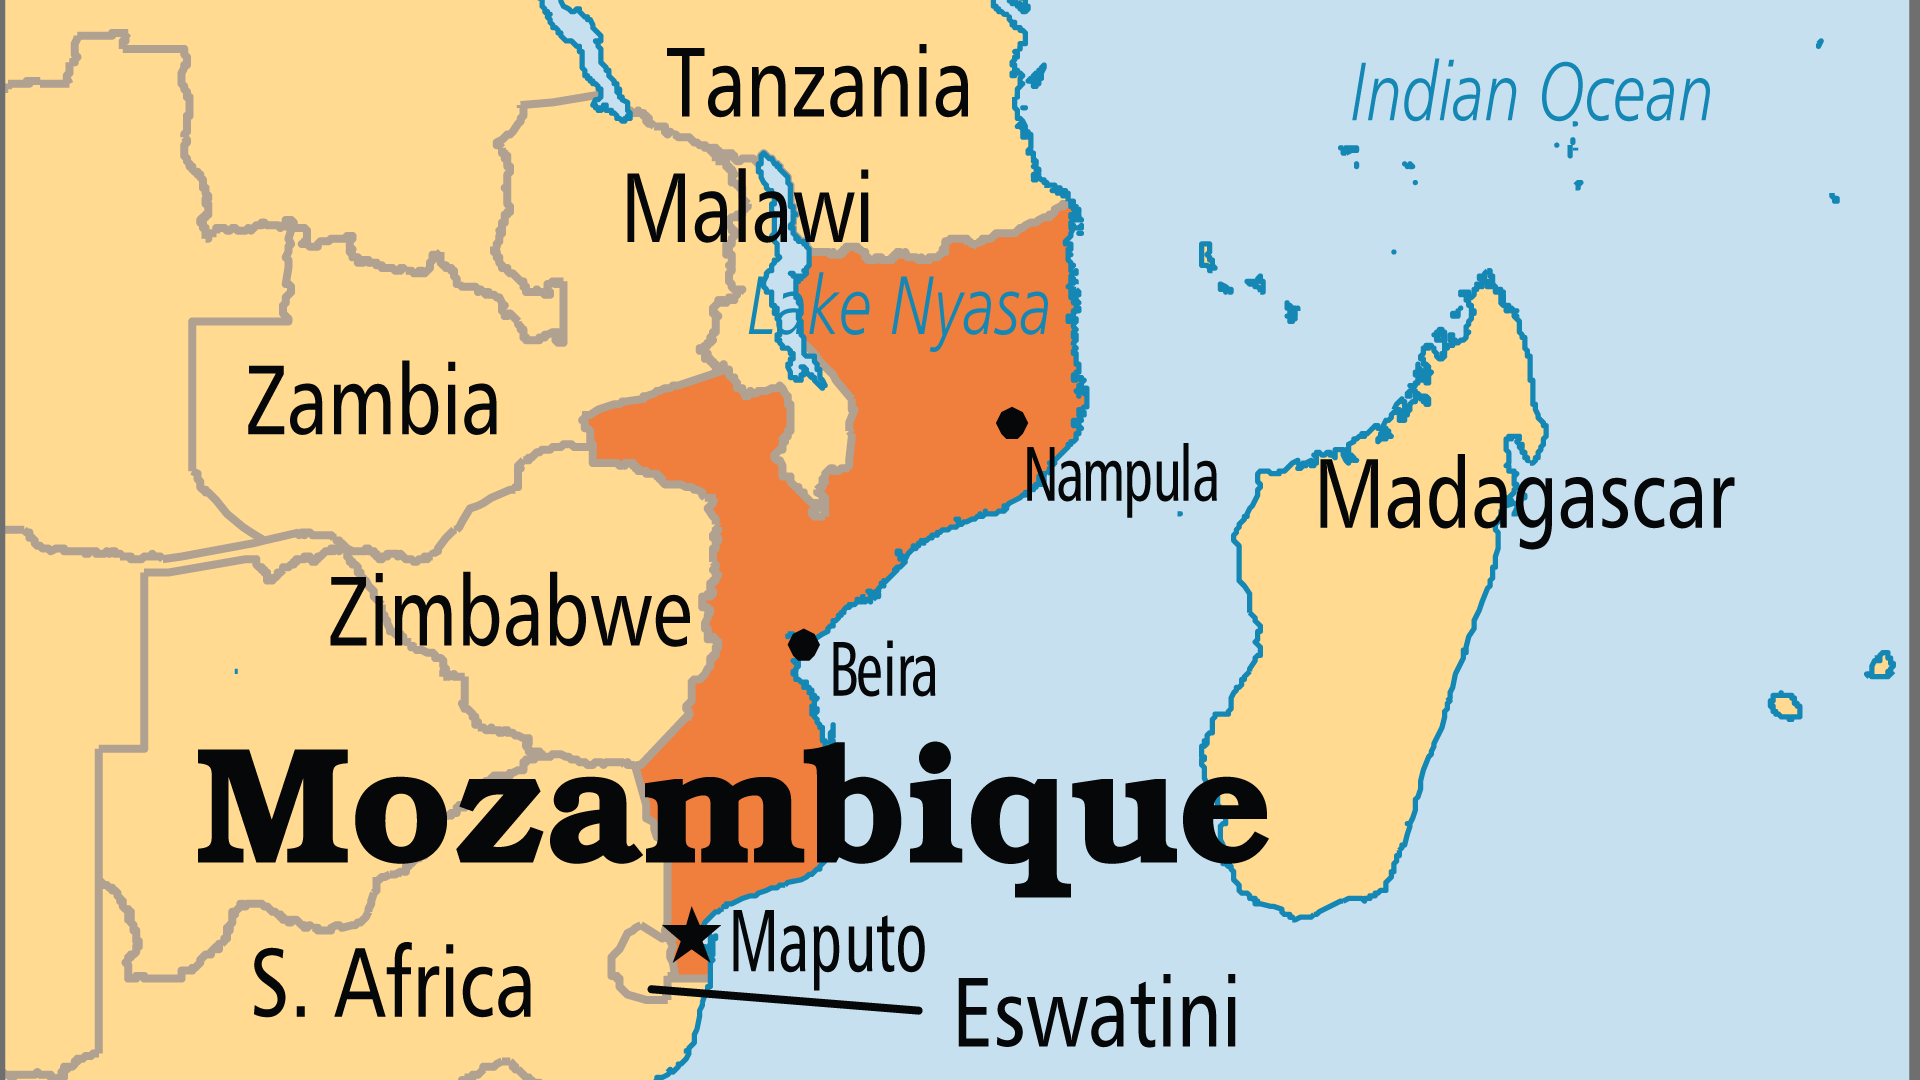 Tanzania
Indian Ocean
Malawi
Lake Nyasa
Zambia
Nampula
Madagascar
Zimbabwe
Beira
Mozambique
Maputo
S. Africa
Eswatini